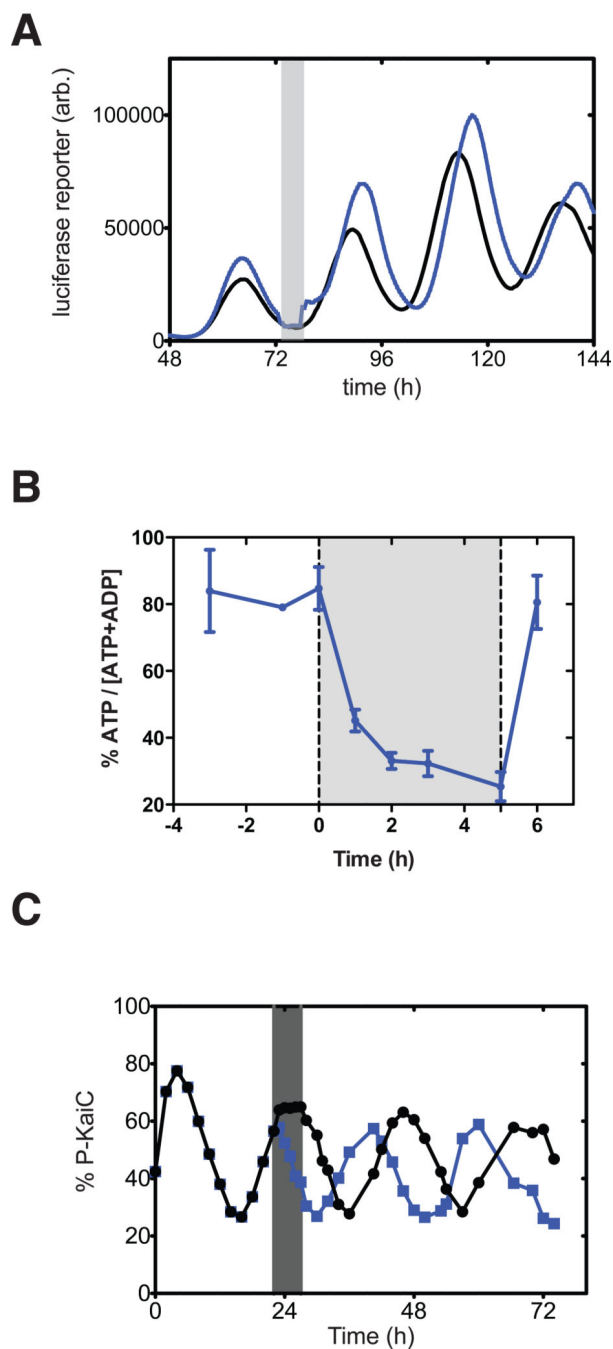 A
luciferase reporter (arb.)
100000
50000
0
48 72 96 120 144
time (h)
B
% ATP / [ATP+ADP]
100
80
60
40
20
-4 -2 0 2 4 6
Time (h)
C
% P-KaiC
100
80
60
40
20
0
0 24 48 72
Time (h)